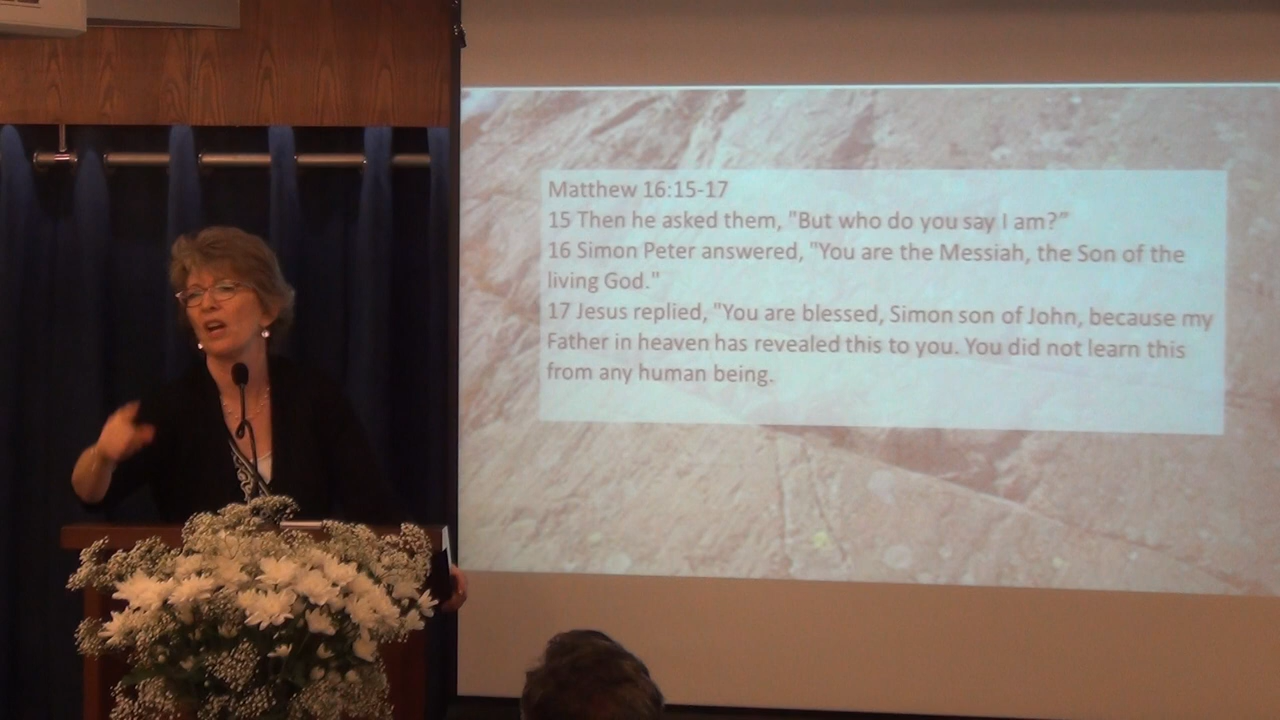 Matthew 16:15-17
15 Then he asked them, "But who do you say I am?”
16 Simon Peter answered, "You are the Messiah, the Son of the
living God."
17 Jesus replied, "You are blessed, Simon son of John, because my
Father in heaven has revealed this to you. You did not learn this
from any human being.